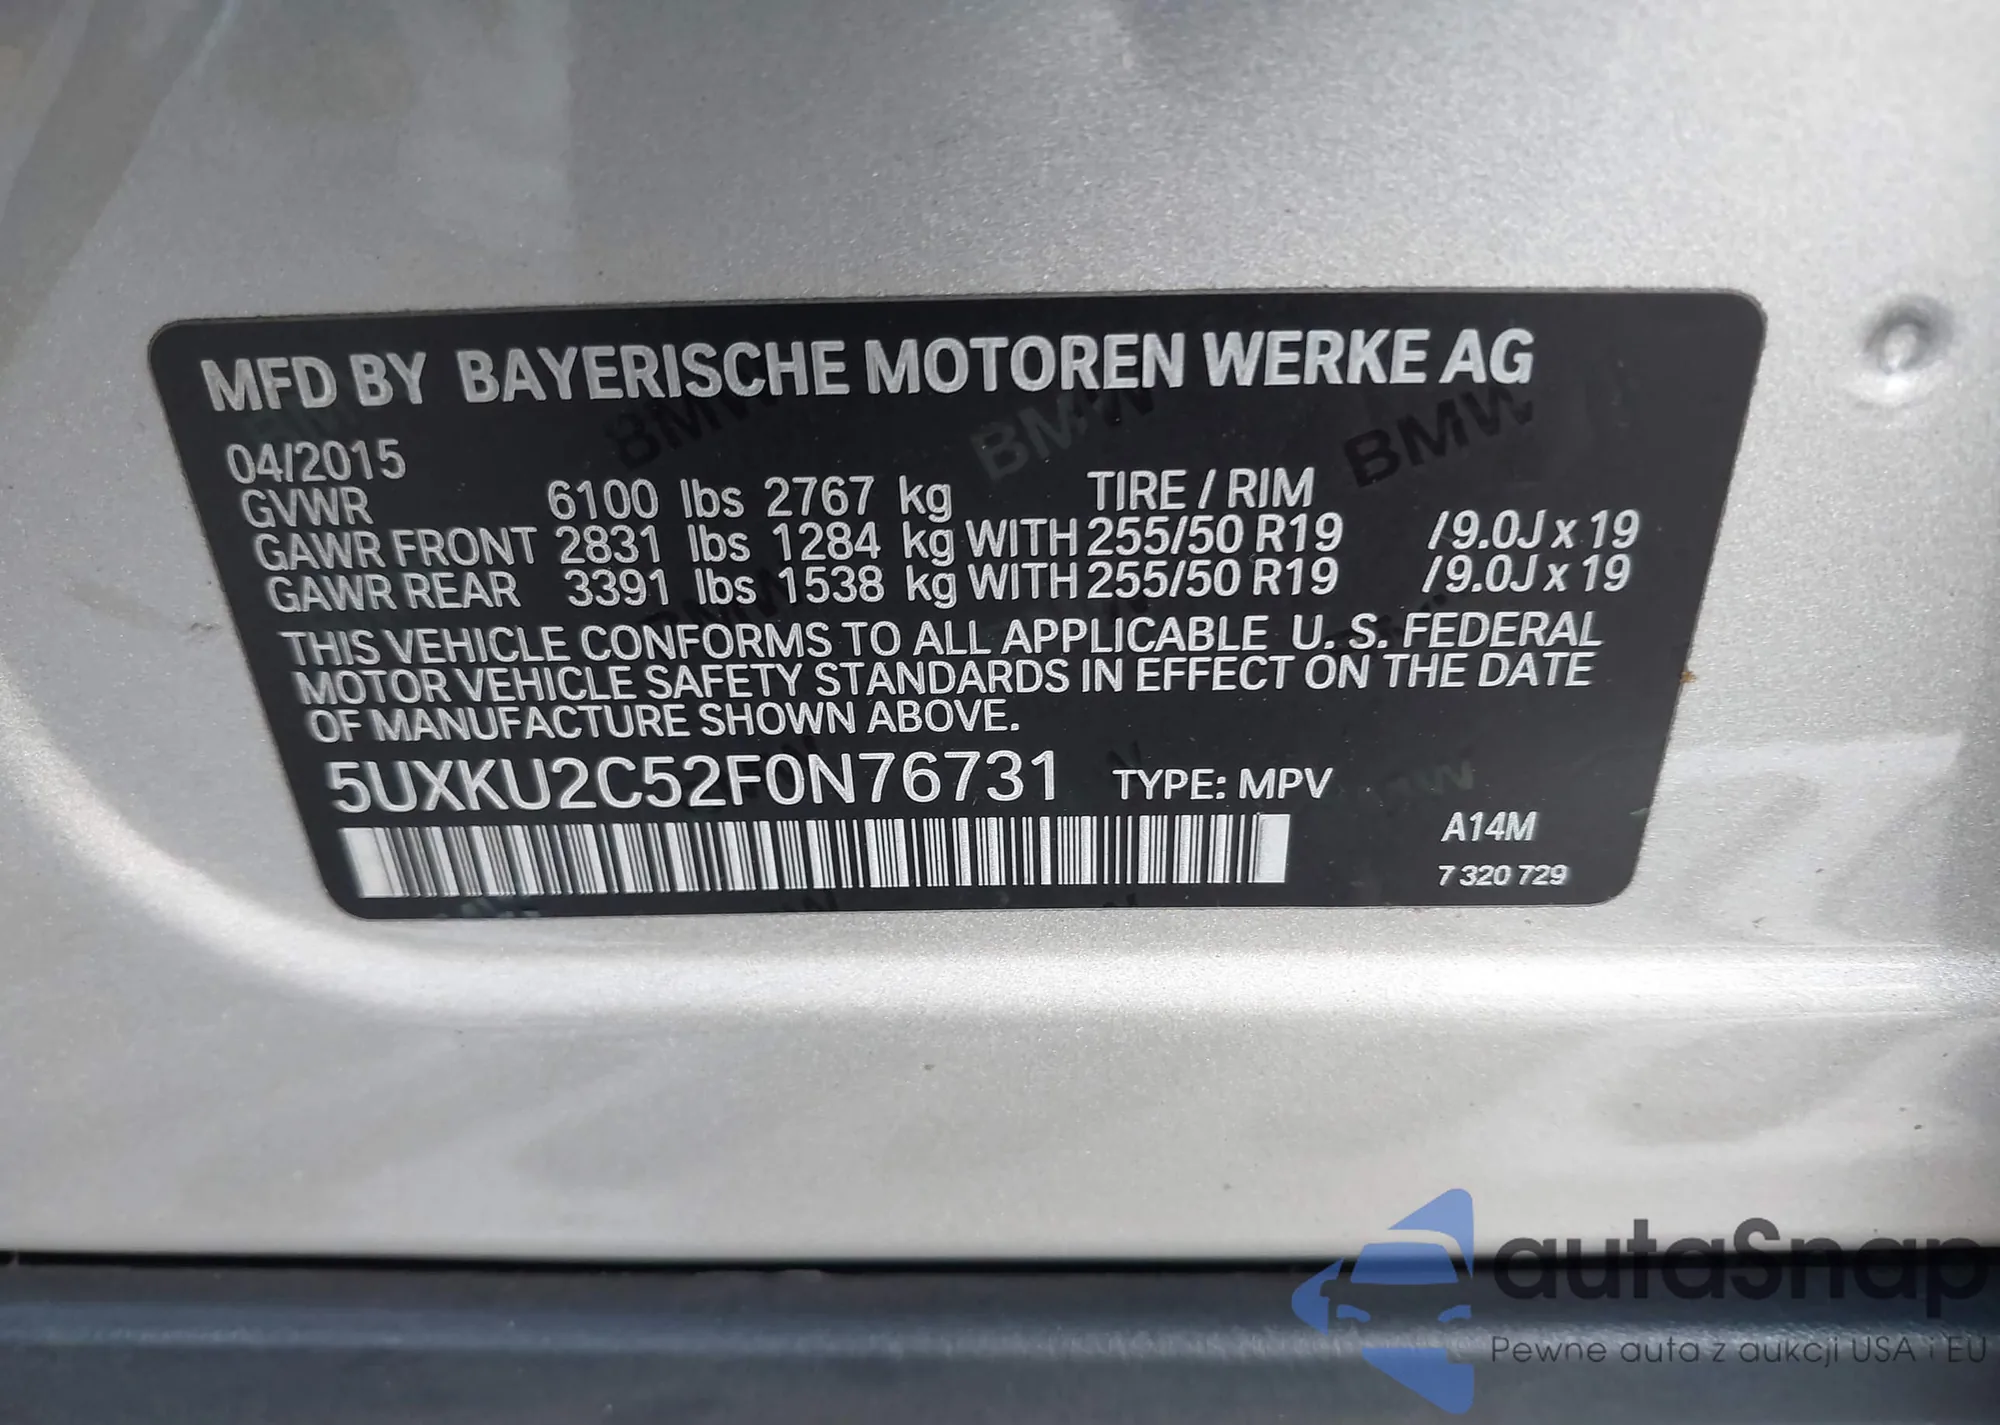 MFD BY BAYERISCHE MOTOREN WERKE AG
04/2015
GVWR 6100 lbs 2767 kg TIRE / RIM
GAWR FRONT 2831 lbs 1284 kg WITH 255/50 R19 /9.0J x 19
GAWR REAR 3391 lbs 1538 kg WITH 255/50 R19 /9.0J x 19
THIS VEHICLE CONFORMS TO ALL APPLICABLE U. S. FEDERAL
MOTOR VEHICLE SAFETY STANDARDS IN EFFECT ON THE DATE
OF MANUFACTURE SHOWN ABOVE.
5UXKU2C52F0N76731 TYPE: MPV
A14M
7 320 729
BMW BMW BMW
autaSnap
Pewne auta z aukcji USA i EU